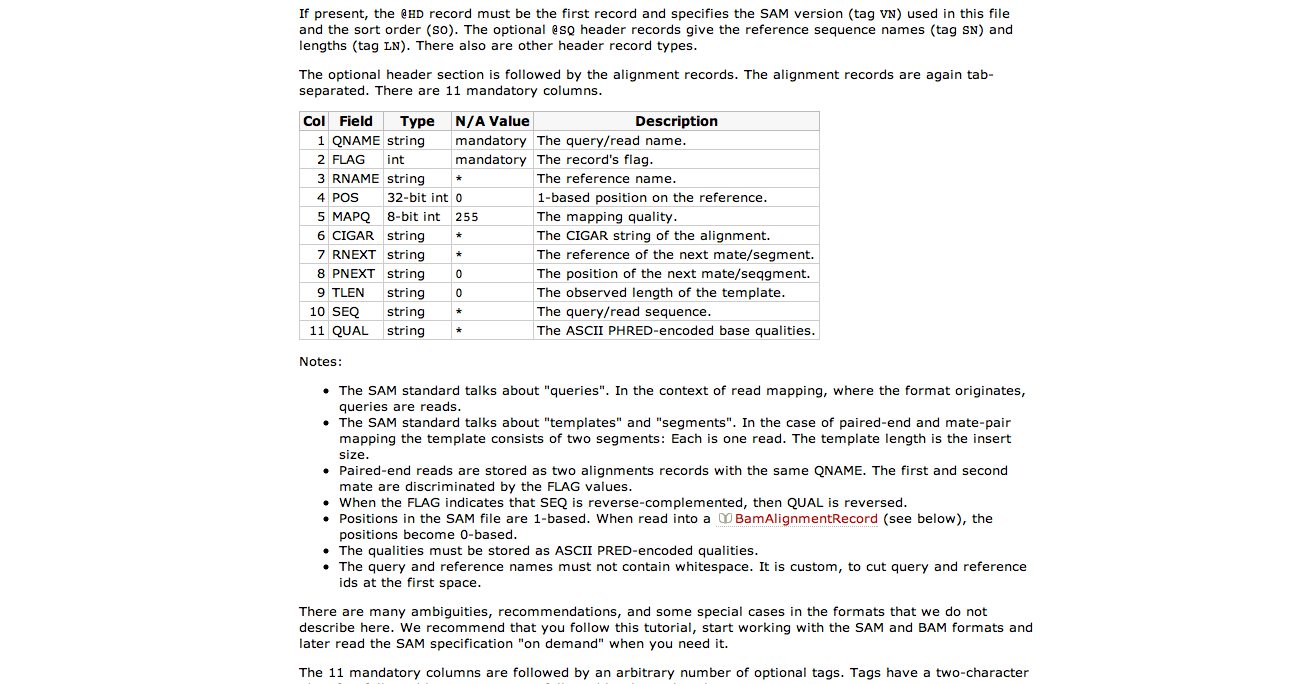 If present, the @HD record must be the first record and specifies the SAM version (tag VN) used in this file
and the sort order (SO). The optional @SQ header records give the reference sequence names (tag SN) and
lengths (tag LN). There also are other header record types.
The optional header section is followed by the alignment records. The alignment records are again tab-
separated. There are 11 mandatory columns.
Col Field Type N/A Value Description
1 QNAME string mandatory The query/read name.
2 FLAG int mandatory The record's flag.
3 RNAME string * The reference name.
4 POS 32-bit int 0 1-based position on the reference.
5 MAPQ 8-bit int 255 The mapping quality.
6 CIGAR string * The CIGAR string of the alignment.
7 RNEXT string * The reference of the next mate/segment.
8 PNEXT string 0 The position of the next mate/seqgment.
9 TLEN string 0 The observed length of the template.
10 SEQ string * The query/read sequence.
11 QUAL string * The ASCII PHRED-encoded base qualities.
Notes:
• The SAM standard talks about "queries". In the context of read mapping, where the format originates,
queries are reads.
• The SAM standard talks about "templates" and "segments". In the case of paired-end and mate-pair
mapping the template consists of two segments: Each is one read. The template length is the insert
size.
• Paired-end reads are stored as two alignments records with the same QNAME. The first and second
mate are discriminated by the FLAG values.
• When the FLAG indicates that SEQ is reverse-complemented, then QUAL is reversed.
• Positions in the SAM file are 1-based. When read into a BamAlignmentRecord (see below), the
positions become 0-based.
• The qualities must be stored as ASCII PRED-encoded qualities.
• The query and reference names must not contain whitespace. It is custom, to cut query and reference
ids at the first space.
There are many ambiguities, recommendations, and some special cases in the formats that we do not
describe here. We recommend that you follow this tutorial, start working with the SAM and BAM formats and
later read the SAM specification "on demand" when you need it.
The 11 mandatory columns are followed by an arbitrary number of optional tags. Tags have a two-character